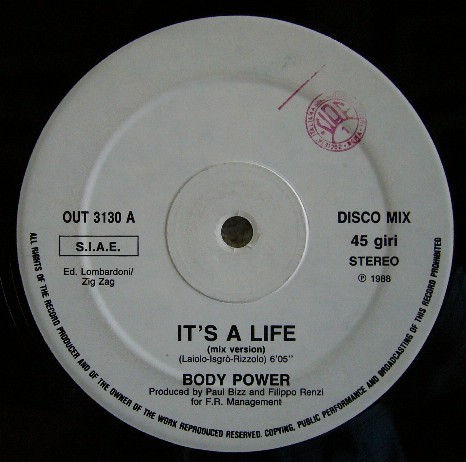 OUT 3130 A
S.I.A.E.
Ed. Lombardoni/
Zig Zag
DISCO MIX
45 giri
STEREO
℗ 1988
IT'S A LIFE
(mix version)
(Laiolo-Isgrò-Rizzolo) 6'05"
BODY POWER
Produced by Paul Bizz and Filippo Renzi
for F.R. Management
ALL RIGHTS OF THE RECORD PRODUCER AND OF THE OWNER OF THE WORK REPRODUCED RESERVED. COPYING, PUBLIC PERFORMANCE AND BROADCASTING OF THIS RECORD PROHIBITED